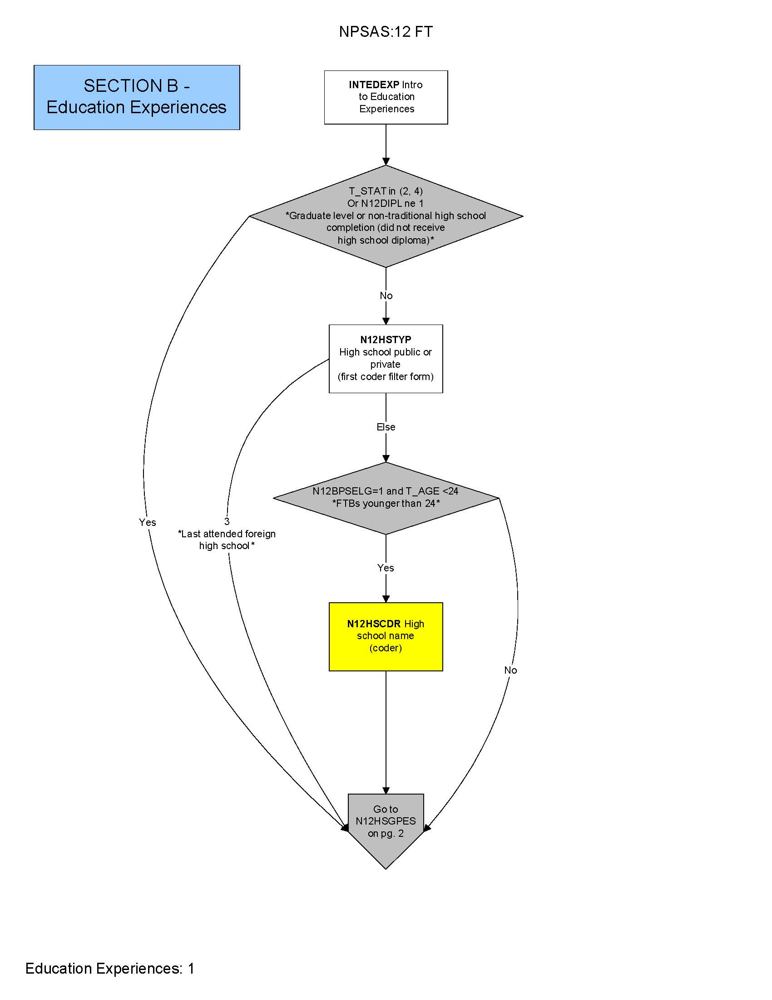 NPSAS:12 FT
SECTION B -
Education Experiences
INTEDEXP Intro
to Education
Experiences
T_STAT in (2, 4)
Or N12DIPL ne 1
*Graduate level or non-traditional high school
completion (did not receive
high school diploma)*
No
N12HSTYP
High school public or
private
(first coder filter form)
Else
N12BPSELG=1 and T_AGE <24
*FTBs younger than 24*
Yes
3
*Last attended foreign
high school*
Yes
N12HSCDR High
school name
(coder)
No
Go to
N12HSGPES
on pg. 2
Education Experiences: 1